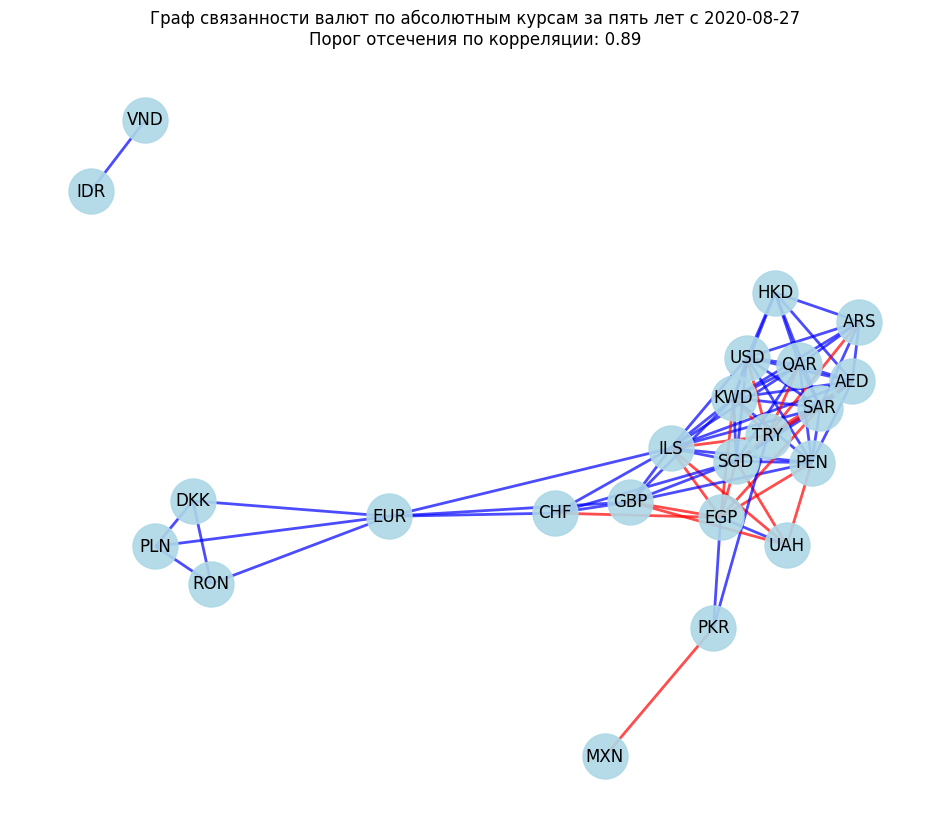 Граф связанности валют по абсолютным курсам за пять лет с 2020-08-27
Порог отсечения по корреляции: 0.89
VND
IDR
HKD
ARS
USD
QAR
AED
KWD
SAR
TRY
ILS
SGD
PEN
DKK
GBP
CHF
EUR
EGP
PLN
UAH
RON
PKR
MXN